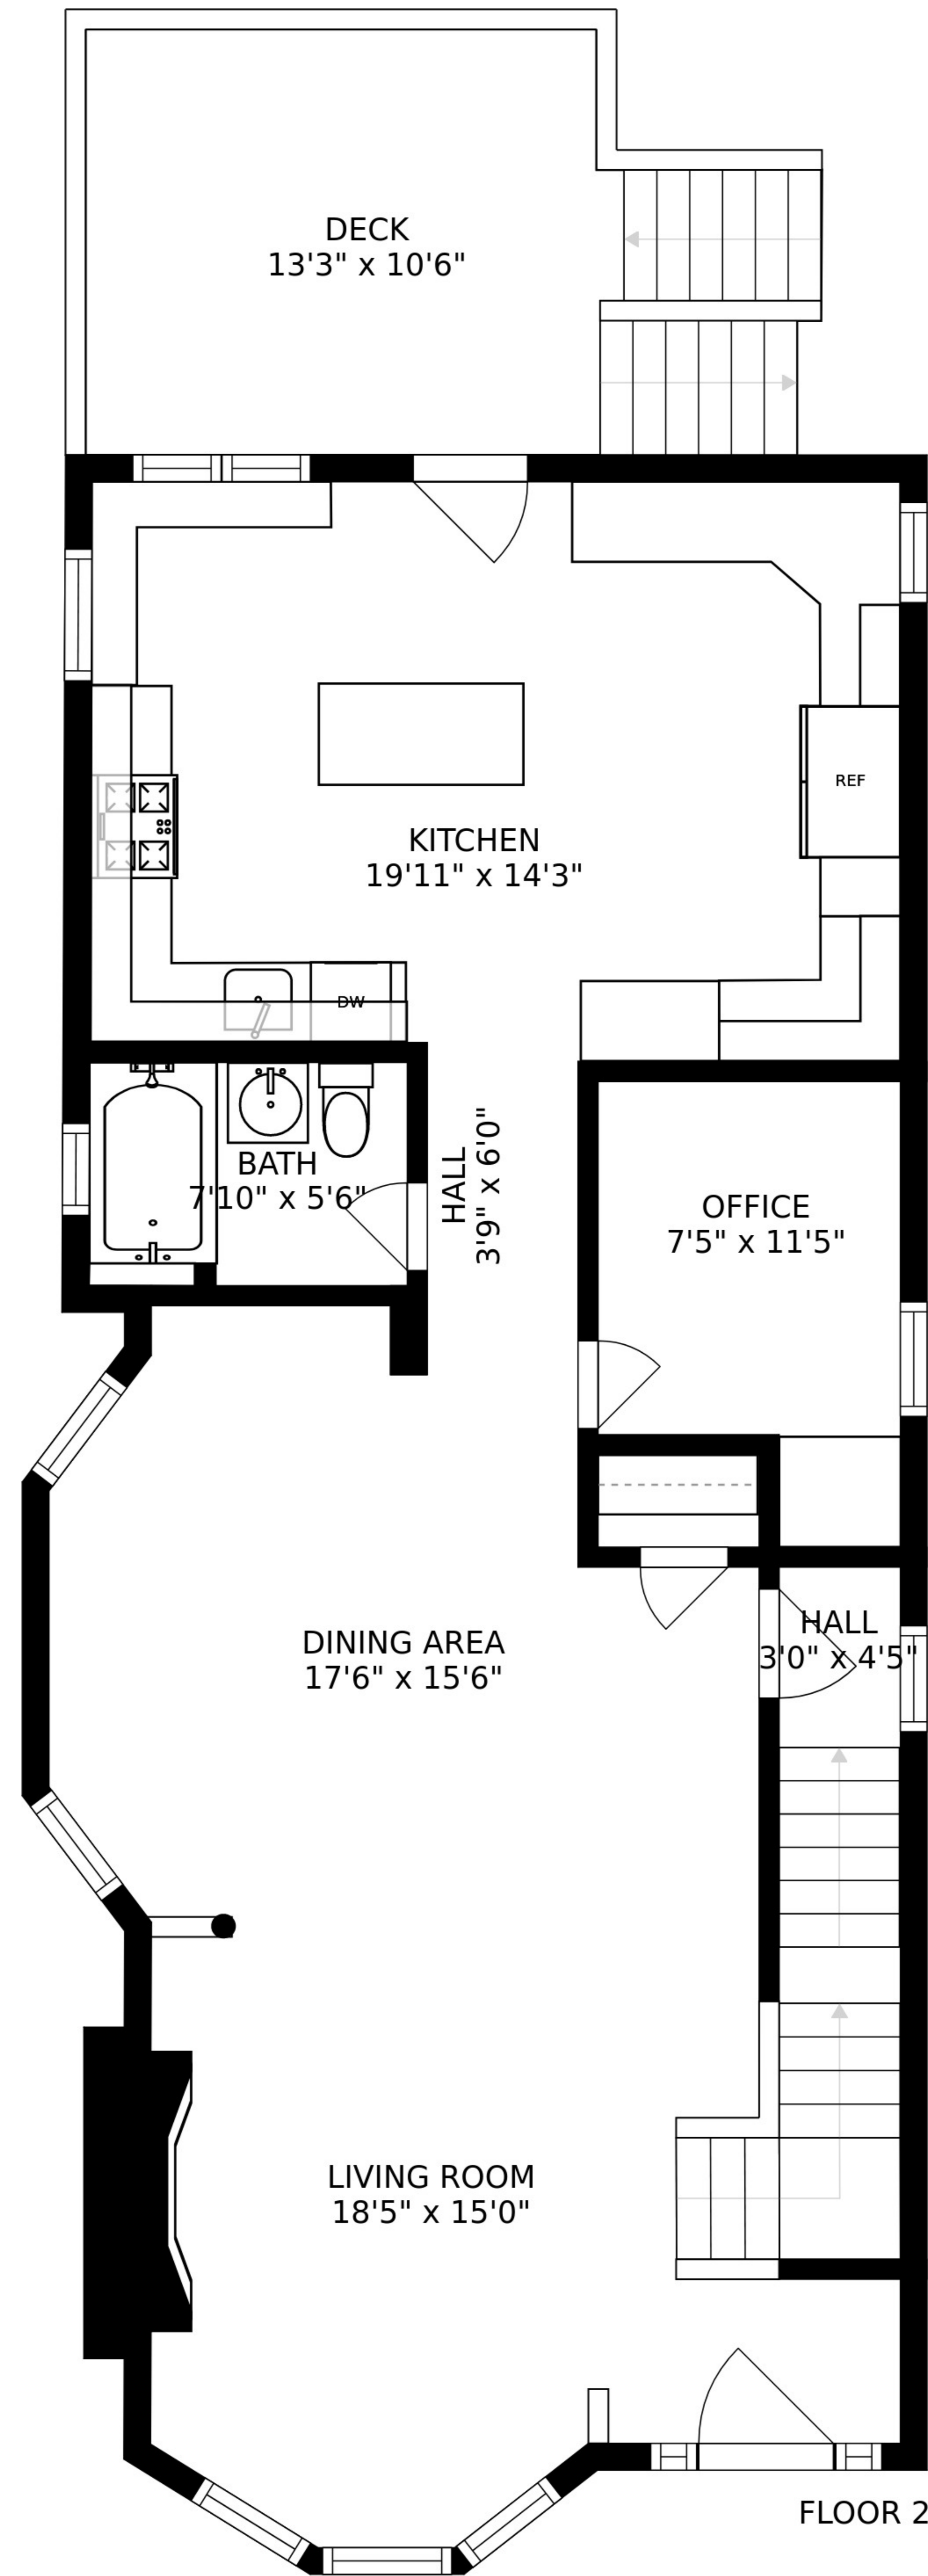 DECK
13'3" x 10'6"
REF
KITCHEN
19'11" x 14'3"
DW
BATH
7'10" x 5'6"
HALL
3'9" x 6'0"
OFFICE
7'5" x 11'5"
HALL
3'0" x 4'5"
DINING AREA
17'6" x 15'6"
LIVING ROOM
18'5" x 15'0"
FLOOR 2